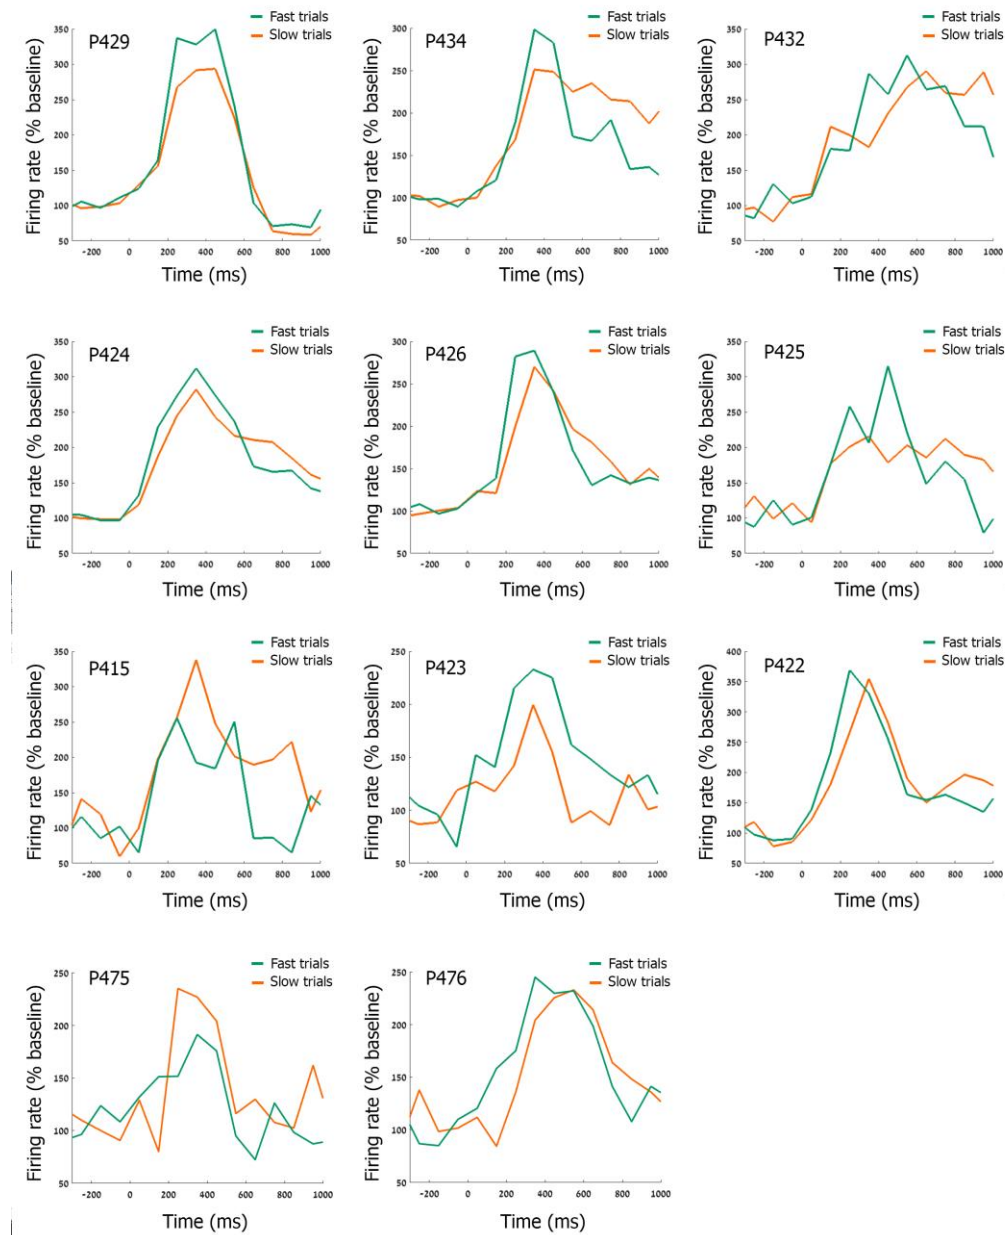 P429
Fast trials
Slow trials
Firing rate (% baseline)
350
300
250
200
150
100
50
-200 0 200 400 600 800 1000
Time (ms)
P434
Fast trials
Slow trials
Firing rate (% baseline)
434
300
250
200
150
100
50
-200 0 200 400 600 800 1000
Time (ms)
P432
Fast trials
Slow trials
Firing rate (% baseline)
350
300
250
200
150
100
50
-200 0 200 400 600 800 1000
Time (ms)
P424
Fast trials
Slow trials
Firing rate (% baseline)
350
300
250
200
150
100
50
-200 0 200 400 600 800 1000
Time (ms)
P426
Fast trials
Slow trials
Firing rate (% baseline)
300
250
200
150
100
50
-200 0 200 400 600 800 1000
Time (ms)
P425
Fast trials
Slow trials
Firing rate (% baseline)
350
300
250
200
150
100
50
-200 0 200 400 600 800 1000
Time (ms)
P415
Fast trials
Slow trials
Firing rate (% baseline)
350
300
250
200
150
100
50
-200 0 200 400 600 800 1000
Time (ms)
P423
Fast trials
Slow trials
Firing rate (% baseline)
250
200
150
100
50
-200 0 200 400 600 800 1000
Time (ms)
P422
Fast trials
Slow trials
Firing rate (% baseline)
400
350
300
250
200
150
100
50
-200 0 200 400 600 800 1000
Time (ms)
P475
Fast trials
Slow trials
Firing rate (% baseline)
250
200
150
100
50
-200 0 200 400 600 800 1000
Time (ms)
P476
Fast trials
Slow trials
Firing rate (% baseline)
250
200
150
100
50
-200 0 200 400 600 800 1000
Time (ms)